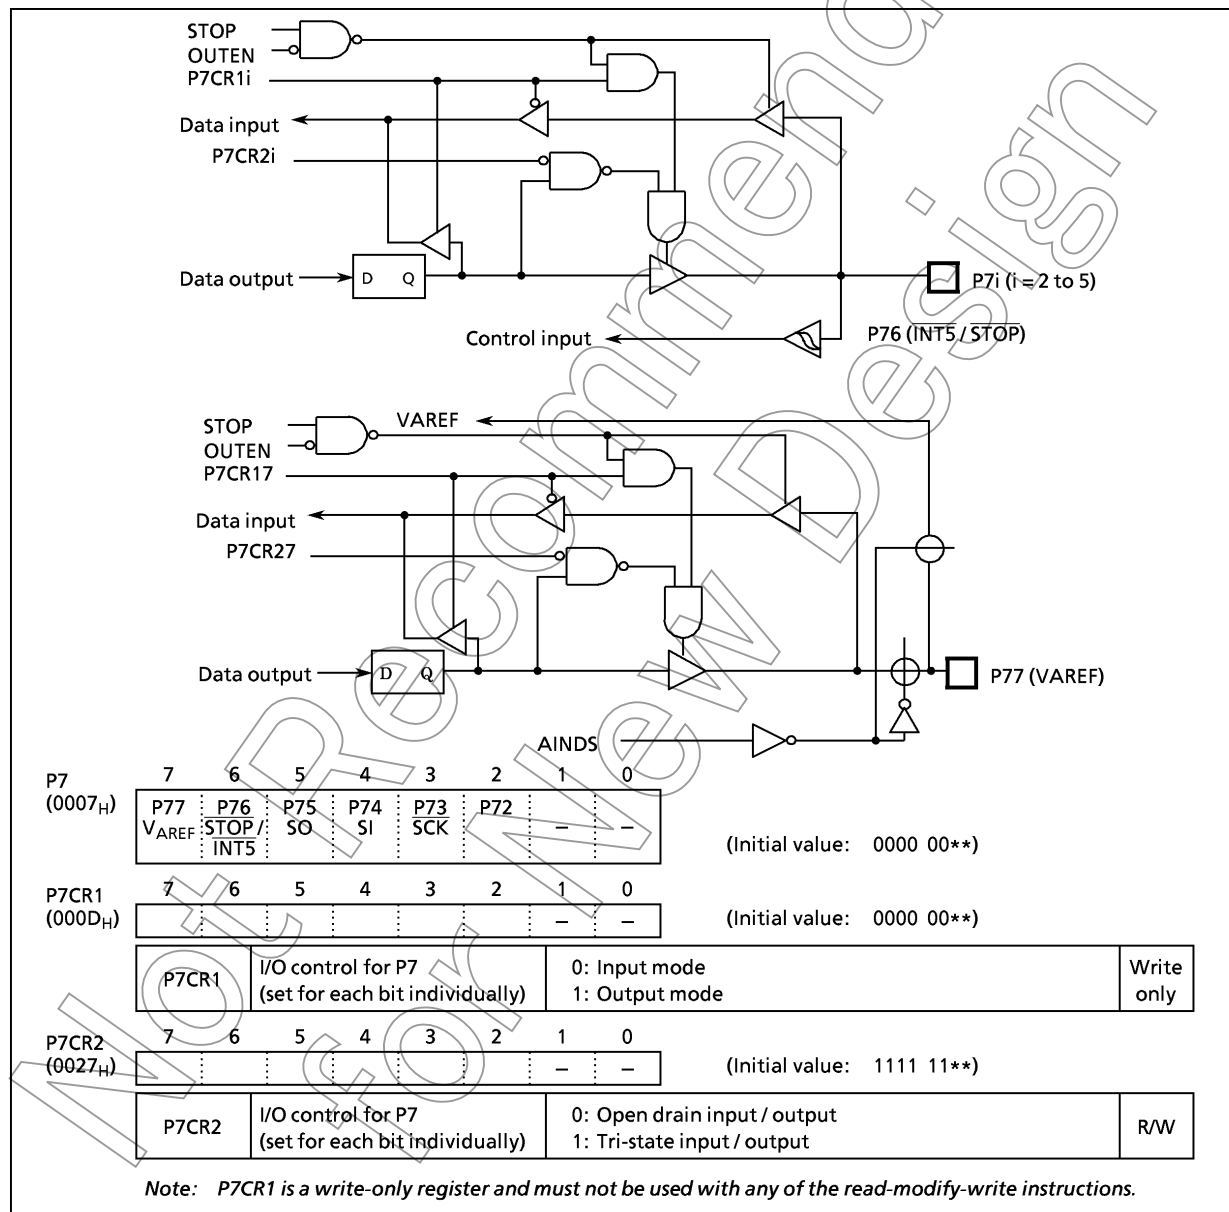 STOP
OUTEN
P7CR1i
Data input
P7CR2i
Data output
D Q
P7i (i = 2 to 5)
Control input
P76 (INT5 / STOP)
STOP
VAREF
OUTEN
P7CR17
Data input
P7CR27
Data output
D Q
P77 (VAREF)
AINDS
P7 7 6 5 4 3 2 1 0
(0007H)
P77 P76 P75 P74 P73 P72
VAREF STOP / SO SI SCK – –
INT5
(Initial value: 0000 00**)
P7CR1 7 6 5 4 3 2 1 0
(000DH) – – (Initial value: 0000 00**)
P7CR1
I/O control for P7
(set for each bit individually)
0: Input mode
1: Output mode
Write
only
P7CR2 7 6 5 4 3 2 1 0
(0027H) – – (Initial value: 1111 11**)
P7CR2
I/O control for P7
(set for each bit individually)
0: Open drain input / output
1: Tri-state input / output
R/W
Note: P7CR1 is a write-only register and must not be used with any of the read-modify-write instructions.
Not Recommend
for New Design